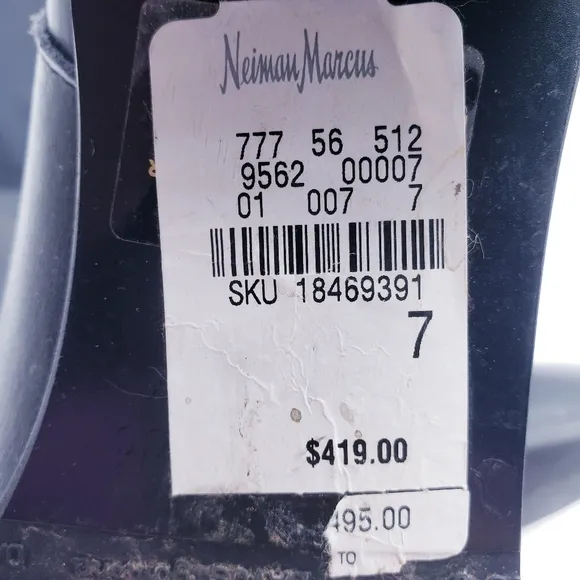 Neiman Marcus
777 56 512
9562 00007
01 007 7
SKU 18469391
7
$419.00
495.00
TO